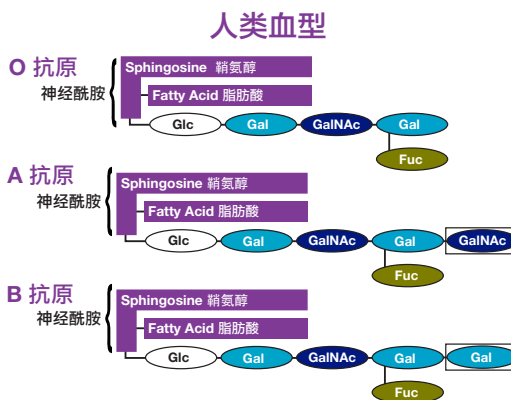 人类血型
O 抗原
神经酰胺
Sphingosine 鞘氨醇
Fatty Acid 脂肪酸
Glc Gal GalNAc Gal
Fuc
A 抗原
神经酰胺
Sphingosine 鞘氨醇
Fatty Acid 脂肪酸
Glc Gal GalNAc Gal GalNAc
Fuc
B 抗原
神经酰胺
Sphingosine 鞘氨醇
Fatty Acid 脂肪酸
Glc Gal GalNAc Gal Gal
Fuc